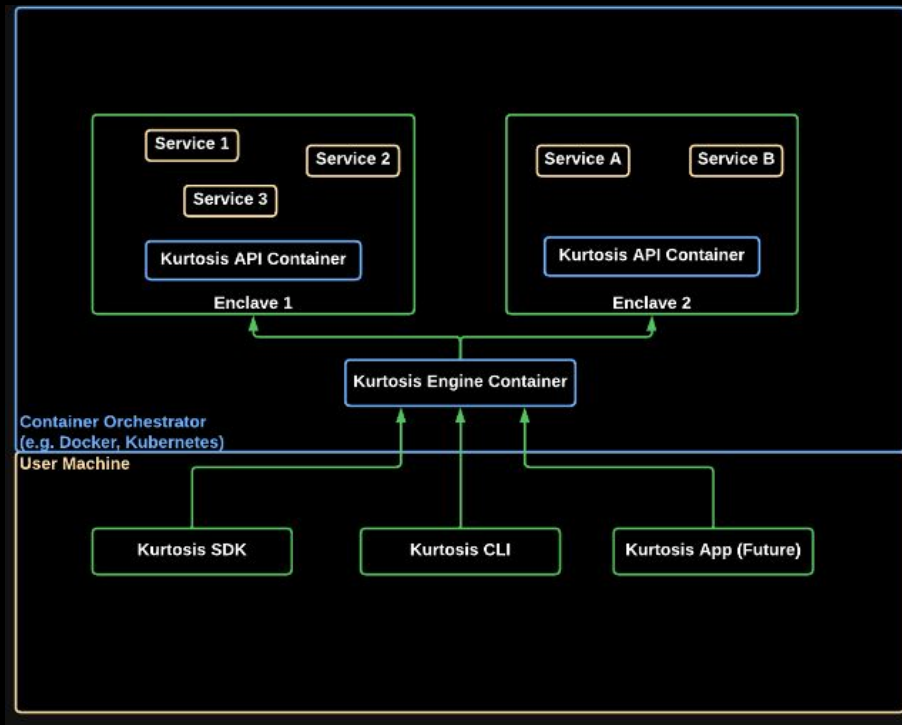 Service 1
Service 2
Service 3
Kurtosis API Container
Enclave 1
Service A
Service B
Kurtosis API Container
Enclave 2
Kurtosis Engine Container
Container Orchestrator
(e.g. Docker, Kubernetes)
User Machine
Kurtosis SDK
Kurtosis CLI
Kurtosis App (Future)